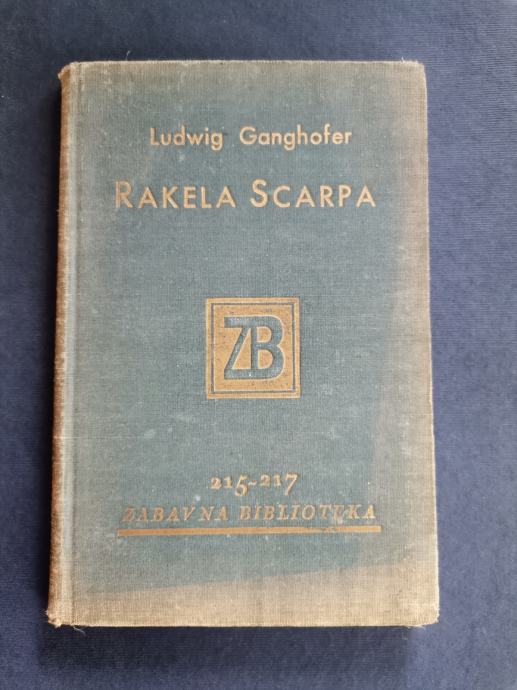 Ludwig Ganghofer
RAKELA SCARPA
ZB
215-217
ZABAVNA BIBLIOTEKA